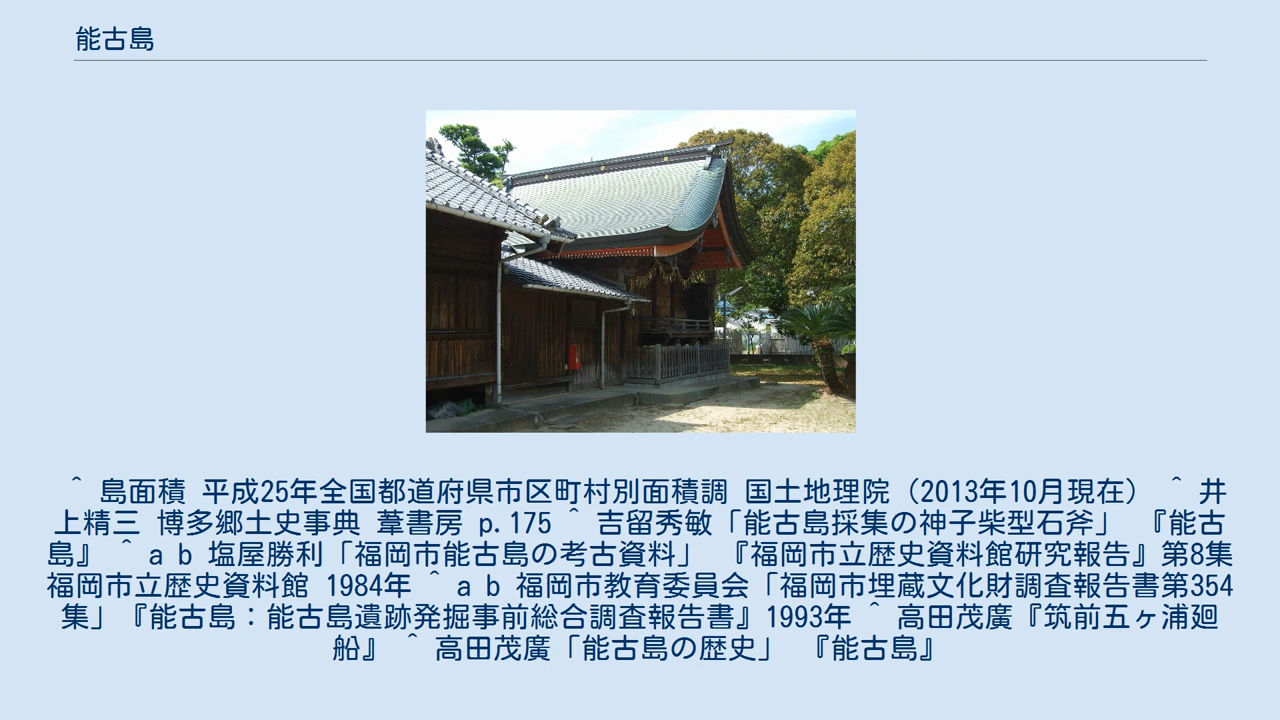 能古島
^ 島面積 平成25年全国都道府県市区町村別面積調 国土地理院（2013年10月現在） ^ 井
上精三 博多郷土史事典 葦書房 p.175 ^ 吉留秀敏「能古島採集の神子柴型石斧」 『能古
島』 ^ a b 塩屋勝利「福岡市能古島の考古資料」 『福岡市立歴史資料館研究報告』第8集
福岡市立歴史資料館 1984年 ^ a b 福岡市教育委員会「福岡市埋蔵文化財調査報告書第354
集」『能古島：能古島遺跡発掘事前総合調査報告書』1993年 ^ 高田茂廣『筑前五ヶ浦廻
船』 ^ 高田茂廣「能古島の歴史」 『能古島』